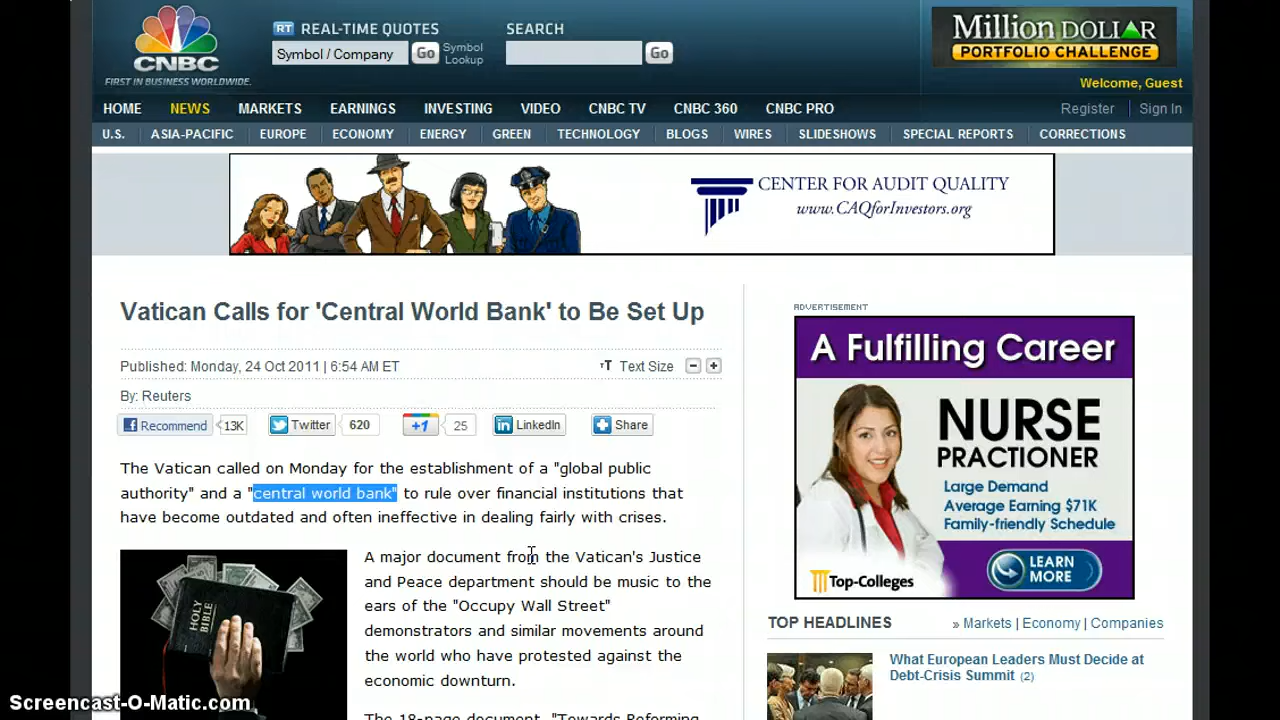 CNBC
FIRST IN BUSINESS WORLDWIDE.
RT REAL-TIME QUOTES
Symbol / Company Go Symbol Lookup
SEARCH
Go
Million DOLLAR
PORTFOLIO CHALLENGE
Welcome, Guest
HOME NEWS MARKETS EARNINGS INVESTING VIDEO CNBC TV CNBC 360 CNBC PRO Register Sign In
U.S. ASIA-PACIFIC EUROPE ECONOMY ENERGY GREEN TECHNOLOGY BLOGS WIRES SLIDESHOWS SPECIAL REPORTS CORRECTIONS
CENTER FOR AUDIT QUALITY
www.CAQforInvestors.org
Vatican Calls for 'Central World Bank' to Be Set Up
Published: Monday, 24 Oct 2011 | 6:54 AM ET
тT Text Size - +
By: Reuters
f Recommend 13K Twitter 620 +1 25 in LinkedIn + Share
The Vatican called on Monday for the establishment of a "global public
authority" and a "central world bank" to rule over financial institutions that
have become outdated and often ineffective in dealing fairly with crises.
HOLY
BIBLE
A major document from the Vatican's Justice
and Peace department should be music to the
ears of the "Occupy Wall Street"
demonstrators and similar movements around
the world who have protested against the
economic downturn.
The 18-page document, "Towards Reforming
ADVERTISEMENT
A Fulfilling Career
NURSE
PRACTIONER
Large Demand
Average Earning $71K
Family-friendly Schedule
Top-Colleges
LEARN
MORE
TOP HEADLINES
» Markets | Economy | Companies
What European Leaders Must Decide at
Debt-Crisis Summit (2)
Screencast-O-Matic.com